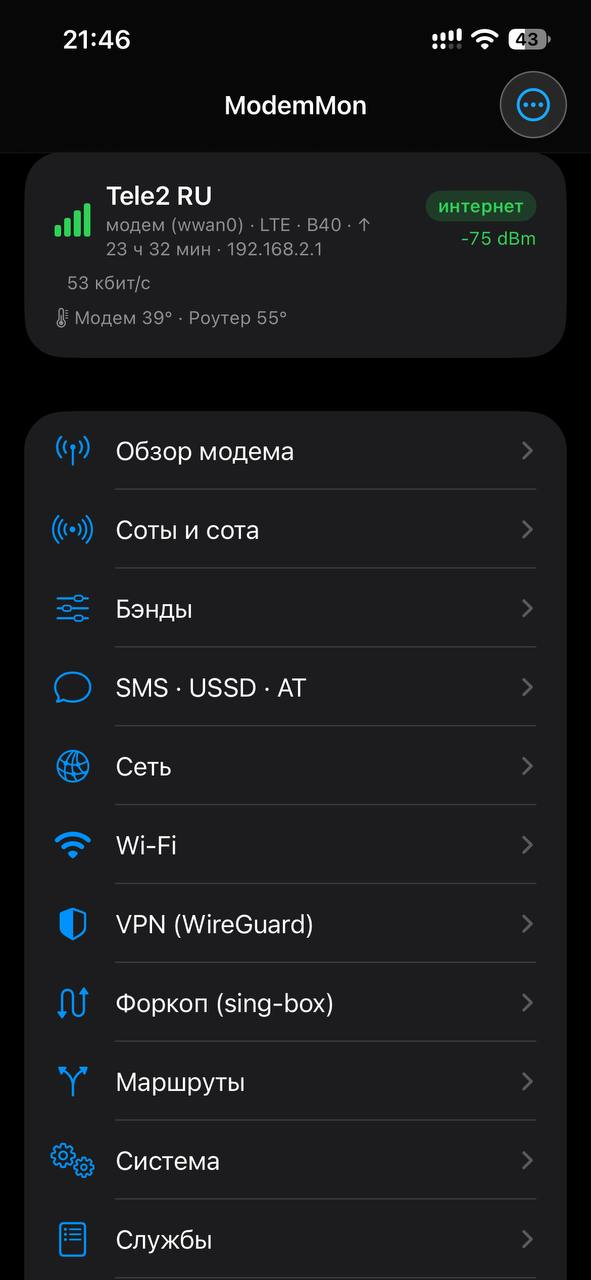 21:46
43
ModemMon
Tele2 RU
интернет
модем (wwan0) · LTE · B40 · ↑
23 ч 32 мин · 192.168.2.1
-75 dBm
53 кбит/с
Модем 39° · Роутер 55°
Обзор модема
Соты и сота
Бэнды
SMS · USSD · AT
Сеть
Wi-Fi
VPN (WireGuard)
Форкоп (sing-box)
Маршруты
Система
Службы